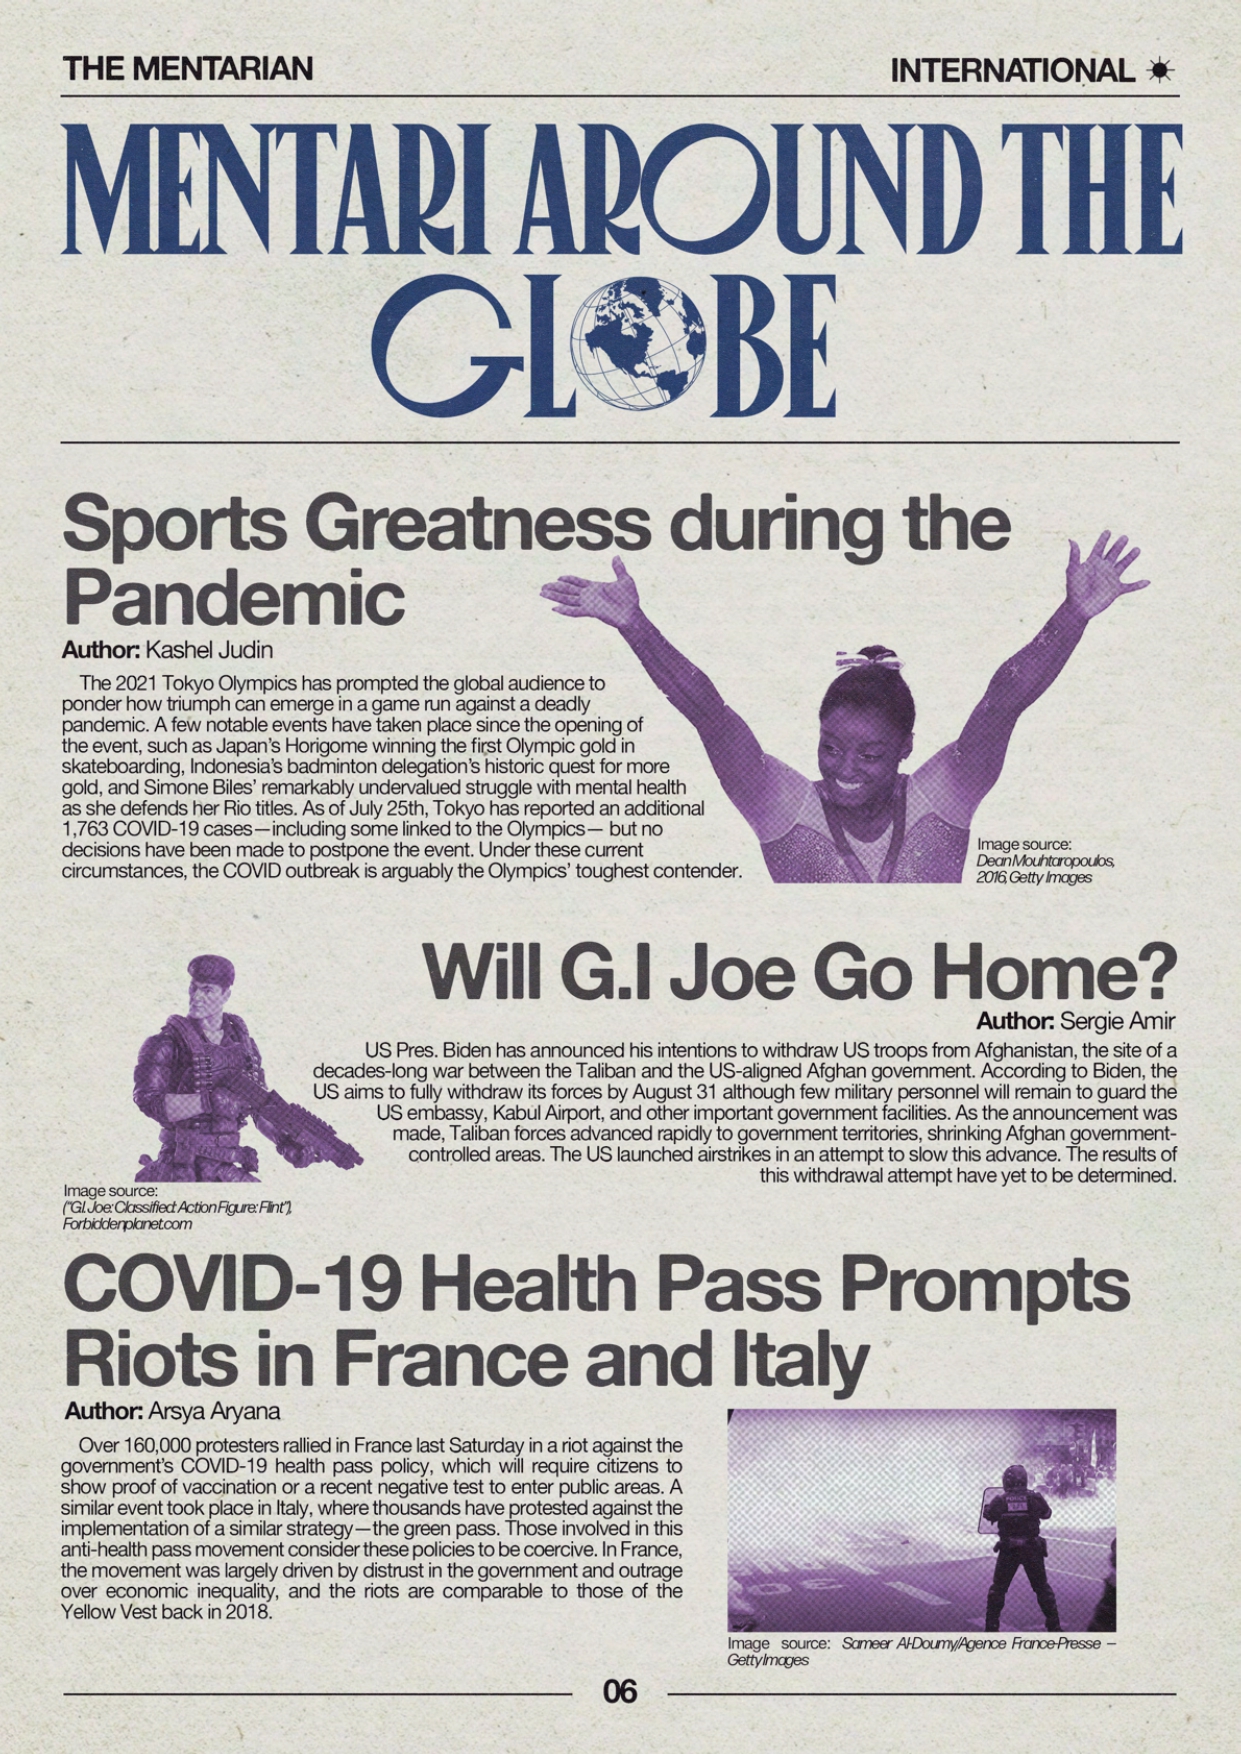 THE MENTARIAN
INTERNATIONAL
MENTARI AROUND THE
GLOBE
Sports Greatness during the
Pandemic
Author: Kashel Judin
The 2021 Tokyo Olympics has prompted the global audience to
ponder how triumph can emerge in a game run against a deadly
pandemic. A few notable events have taken place since the opening of
the event, such as Japan's Horigome winning the first Olympic gold in
skateboarding, Indonesia's badminton delegation's historic quest for more
gold, and Simone Biles' remarkably undervalued struggle with mental health
as she defends her Rio titles. As of July 25th, Tokyo has reported an additional
1,763 COVID-19 cases—including some linked to the Olympics— but no
decisions have been made to postpone the event. Under these current
circumstances, the COVID outbreak is arguably the Olympics' toughest contender.
Image source:
Dean Mouhtaropoulos,
2016, Getty Images
Will G.I Joe Go Home?
Author: Sergie Amir
US Pres. Biden has announced his intentions to withdraw US troops from Afghanistan, the site of a
decades-long war between the Taliban and the US-aligned Afghan government. According to Biden, the
US aims to fully withdraw its forces by August 31 although few military personnel will remain to guard the
US embassy, Kabul Airport, and other important government facilities. As the announcement was
made, Taliban forces advanced rapidly to government territories, shrinking Afghan government-
controlled areas. The US launched airstrikes in an attempt to slow this advance. The results of
this withdrawal attempt have yet to be determined.
Image source:
("G.I. Joe: Classified: Action Figure: Flint"),
Forbiddenplanet.com
COVID-19 Health Pass Prompts
Riots in France and Italy
Author: Arsya Aryana
Over 160,000 protesters rallied in France last Saturday in a riot against the
government's COVID-19 health pass policy, which will require citizens to
show proof of vaccination or a recent negative test to enter public areas. A
similar event took place in Italy, where thousands have protested against the
implementation of a similar strategy—the green pass. Those involved in this
anti-health pass movement consider these policies to be coercive. In France,
the movement was largely driven by distrust in the government and outrage
over economic inequality, and the riots are comparable to those of the
Yellow Vest back in 2018.
Image source: Sameer Al-Doumy/Agence France-Presse –
GettyImages
06